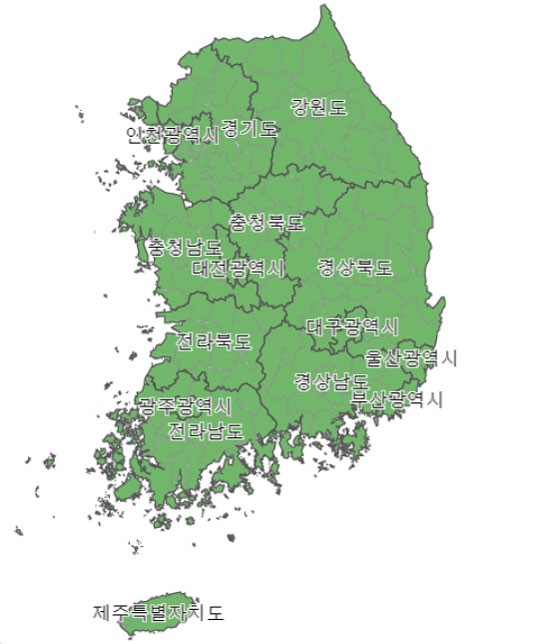 강원도
인천광역시
경기도
충청북도
충청남도
대전광역시
경상북도
대구광역시
전라북도
울산광역시
경상남도
부산광역시
광주광역시
전라남도
제주특별자치도